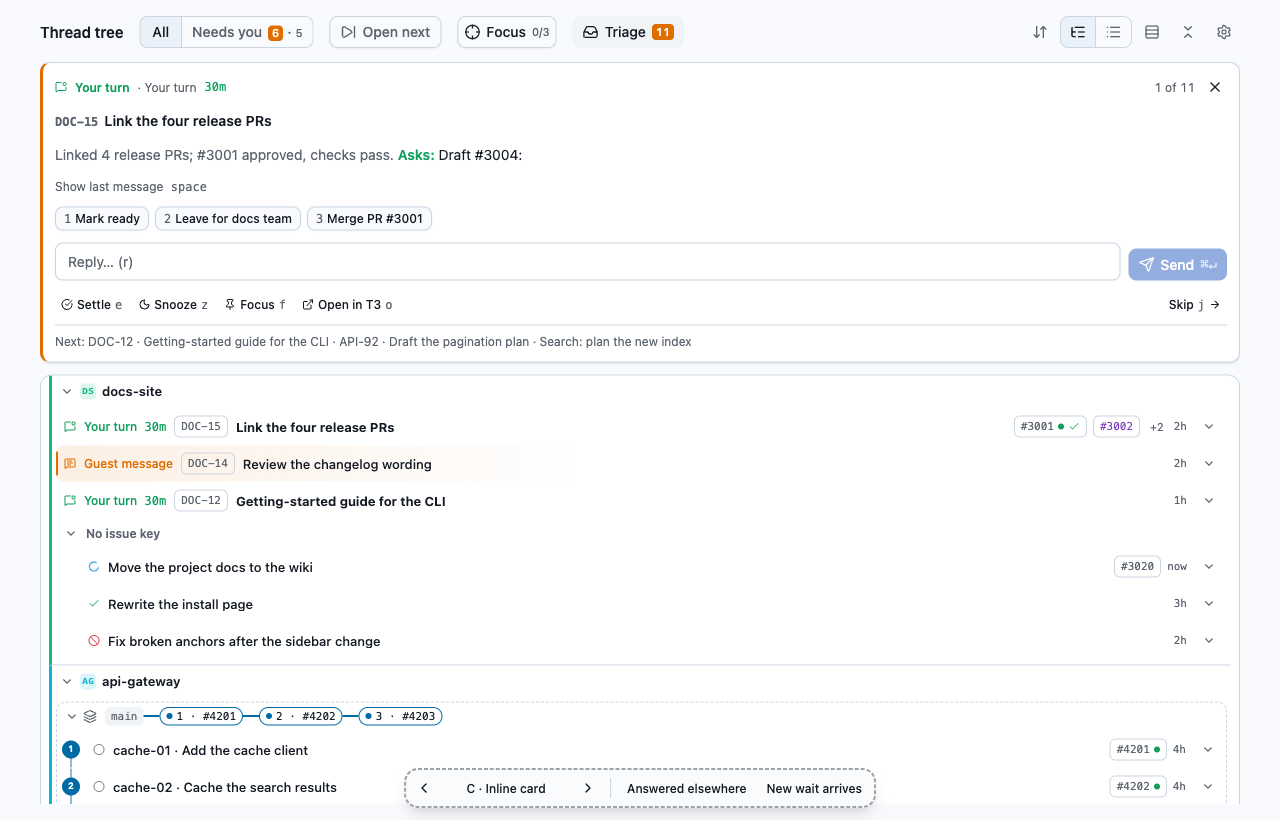 Thread tree All Needs you 6 · 5 Open next Focus 0/3 Triage 11
Your turn · Your turn 30m 1 of 11
DOC-15 Link the four release PRs
Linked 4 release PRs; #3001 approved, checks pass. Asks: Draft #3004:
Show last message space
1 Mark ready 2 Leave for docs team 3 Merge PR #3001
Reply... (r) Send ⌘↵
Settle e Snooze z Focus f Open in T3 o Skip j →
Next: DOC-12 · Getting-started guide for the CLI · API-92 · Draft the pagination plan · Search: plan the new index
DS docs-site
Your turn 30m DOC-15 Link the four release PRs #3001 #3002 +2 2h
Guest message DOC-14 Review the changelog wording 2h
Your turn 30m DOC-12 Getting-started guide for the CLI 1h
No issue key
Move the project docs to the wiki #3020 now
Rewrite the install page 3h
Fix broken anchors after the sidebar change 2h
AG api-gateway
main 1 · #4201 2 · #4202 3 · #4203
1 cache-01 · Add the cache client #4201 4h
2 cache-02 · Cache the search results #4202 4h
C · Inline card Answered elsewhere New wait arrives